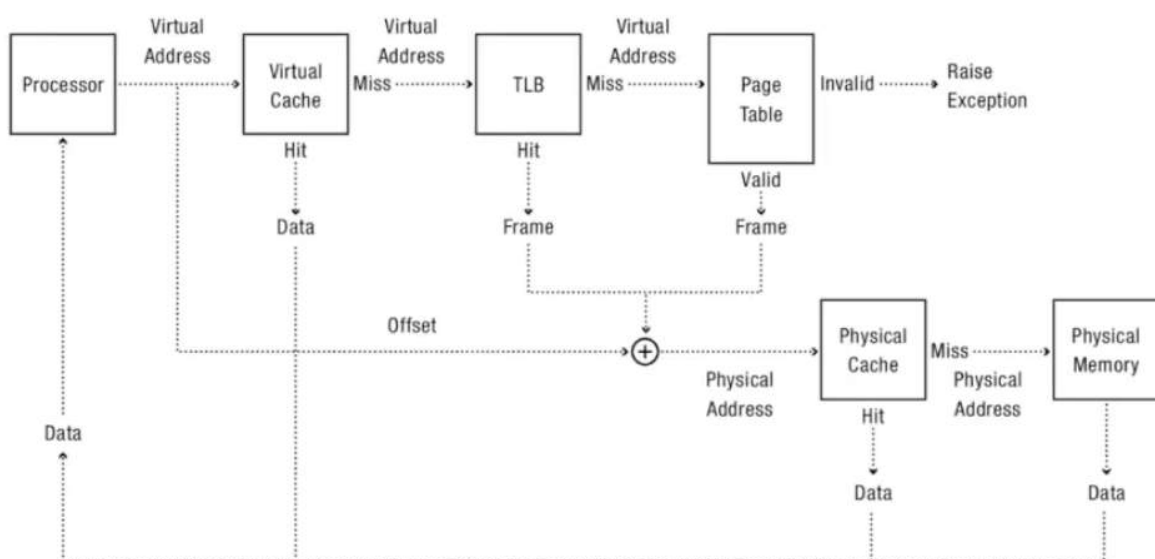 Virtual
Address
Virtual
Address
Virtual
Address
Processor
Virtual
Cache
Miss
TLB
Miss
Page
Table
Invalid
Raise
Exception
Hit
Hit
Valid
Data
Frame
Frame
Offset
+
Physical
Cache
Miss
Physical
Memory
Physical
Address
Physical
Address
Hit
Data
Data
Data